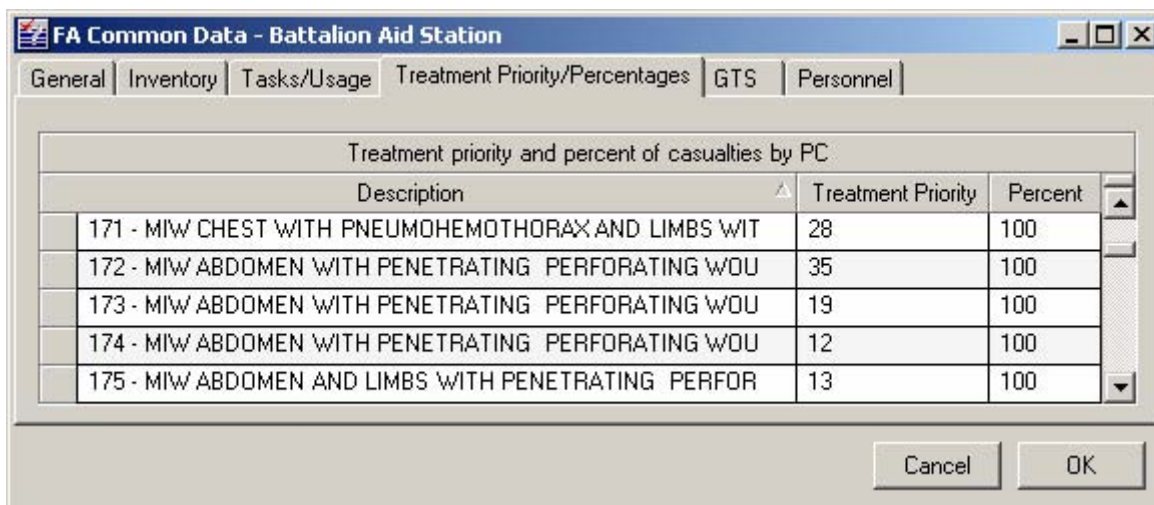 FA Common Data - Battalion Aid Station
General Inventory Tasks/Usage Treatment Priority/Percentages GTS Personnel
Treatment priority and percent of casualties by PC
Description Treatment Priority Percent
171 - MIW CHEST WITH PNEUMOHEMOTHORAX AND LIMBS WIT 28 100
172 - MIW ABDOMEN WITH PENETRATING  PERFORATING WOU 35 100
173 - MIW ABDOMEN WITH PENETRATING  PERFORATING WOU 19 100
174 - MIW ABDOMEN WITH PENETRATING  PERFORATING WOU 12 100
175 - MIW ABDOMEN AND LIMBS WITH PENETRATING  PERFOR 13 100
Cancel OK